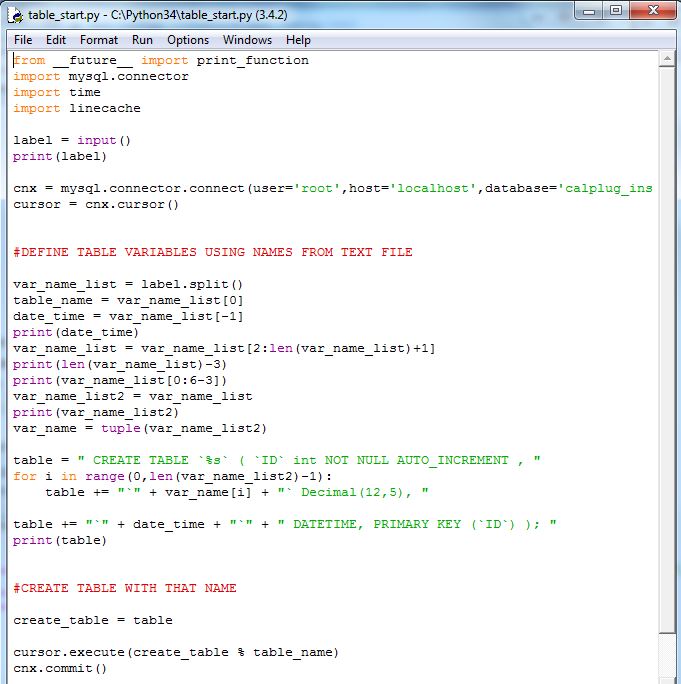 table_start.py - C:\Python34\table_start.py (3.4.2)
File Edit Format Run Options Windows Help
from __future__ import print_function
import mysql.connector
import time
import linecache
label = input()
print(label)
cnx = mysql.connector.connect(user='root',host='localhost',database='calplug_ins
cursor = cnx.cursor()
#DEFINE TABLE VARIABLES USING NAMES FROM TEXT FILE
var_name_list = label.split()
table_name = var_name_list[0]
date_time = var_name_list[-1]
print(date_time)
var_name_list = var_name_list[2:len(var_name_list)+1]
print(len(var_name_list)-3)
print(var_name_list[0:6-3])
var_name_list2 = var_name_list
print(var_name_list2)
var_name = tuple(var_name_list2)
table = " CREATE TABLE `%s` ( `ID` int NOT NULL AUTO_INCREMENT , "
for i in range(0,len(var_name_list2)-1):
    table += "`" + var_name[i] + "` Decimal(12,5), "
table += "`" + date_time + "`" + " DATETIME, PRIMARY KEY (`ID`) ); "
print(table)
#CREATE TABLE WITH THAT NAME
create_table = table
cursor.execute(create_table % table_name)
cnx.commit()